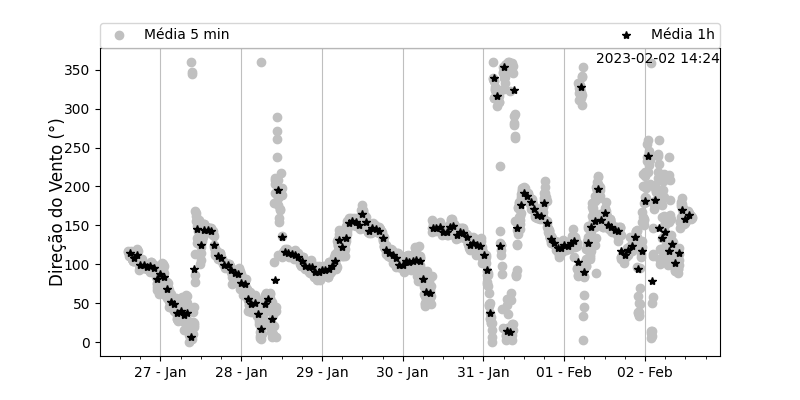 Média 5 min
Média 1h
2023-02-02 14:24
Direção do Vento (°)
350
300
250
200
150
100
50
0
27 - Jan
28 - Jan
29 - Jan
30 - Jan
31 - Jan
01 - Feb
02 - Feb